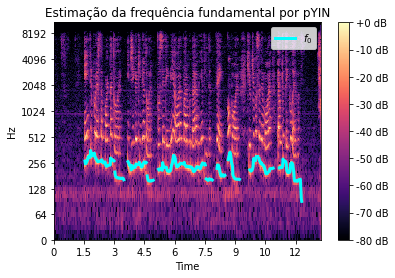 Estimação da frequência fundamental por pYIN
f0
Hz
8192
4096
2048
1024
512
256
128
64
0
0 1.5 3 4.5 6 7.5 9 10 12
Time
+0 dB
-10 dB
-20 dB
-30 dB
-40 dB
-50 dB
-60 dB
-70 dB
-80 dB